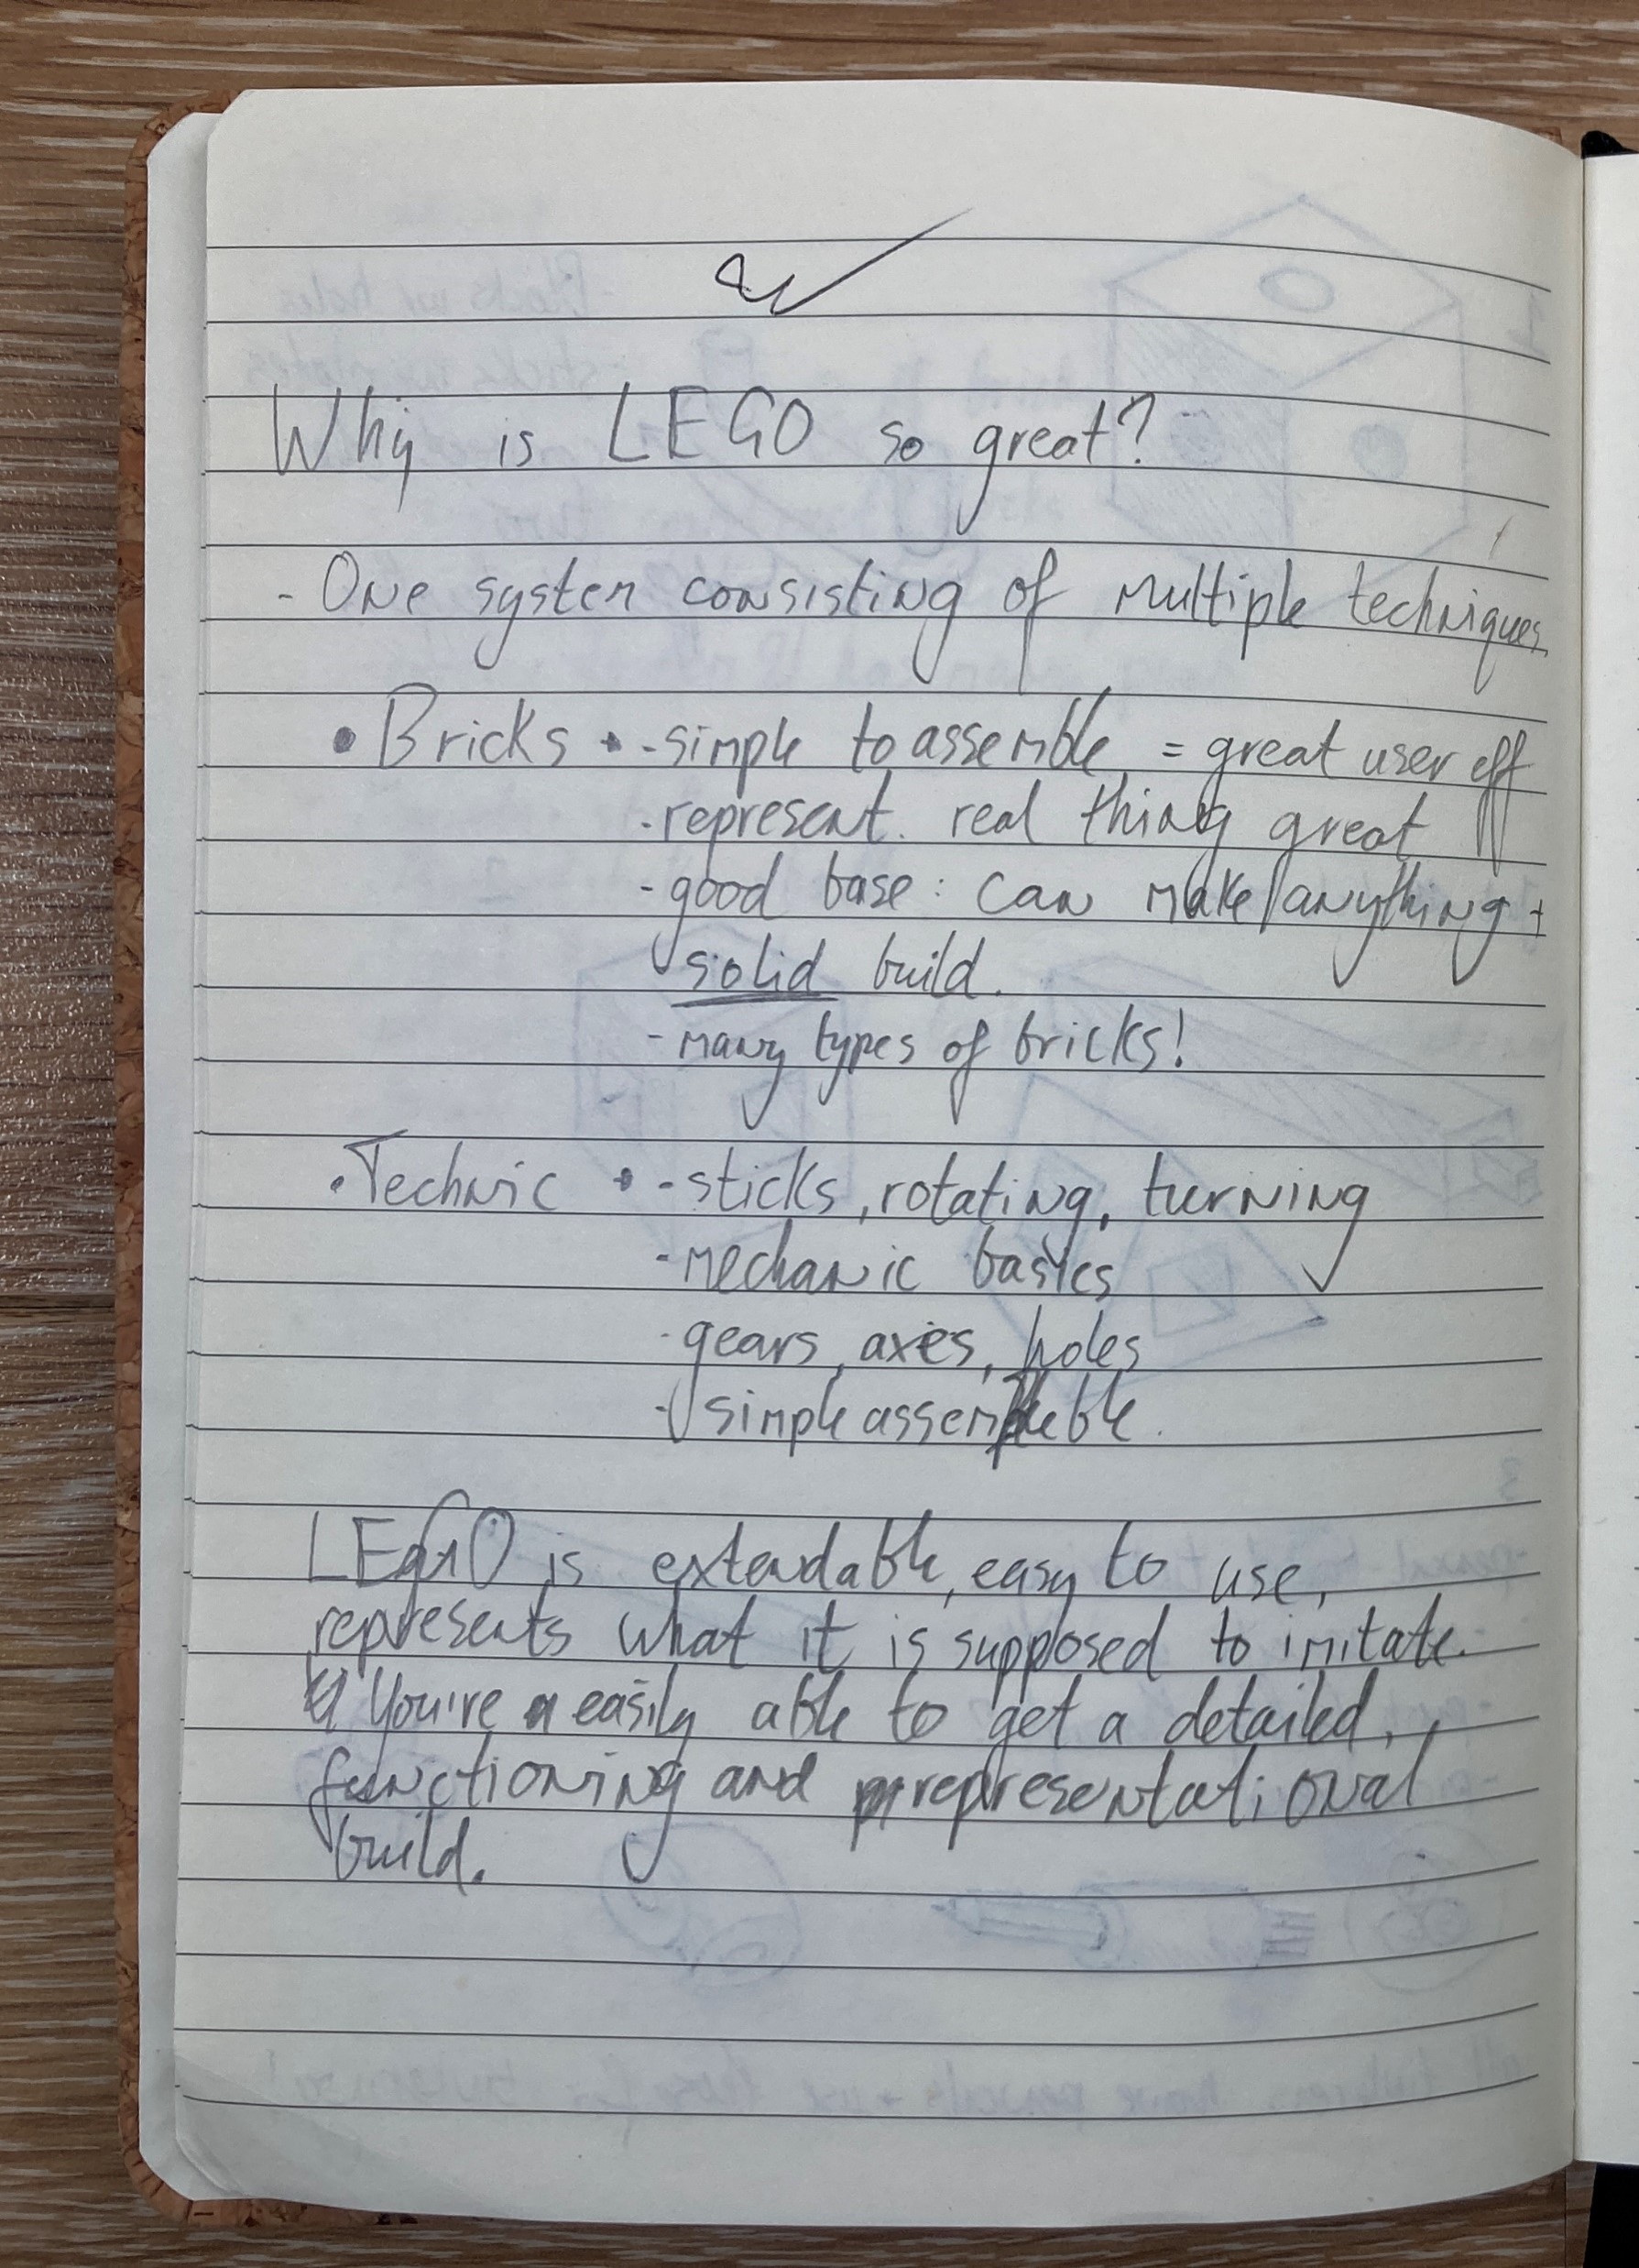 Why is LEGO so great?
- One system consisting of multiple techniques.
• Bricks • - simple to assemble = great user eff
- represent. real thing great
- good base: can make anything +
solid build.
- many types of bricks!
• Technic • - sticks, rotating, turning
- mechanic basics
- gears, axes, holes
- simple assembleble.
LEGO is extendable, easy to use,
represents what it is supposed to imitate.
You're easily able to get a detailed,
functioning and representational
build.